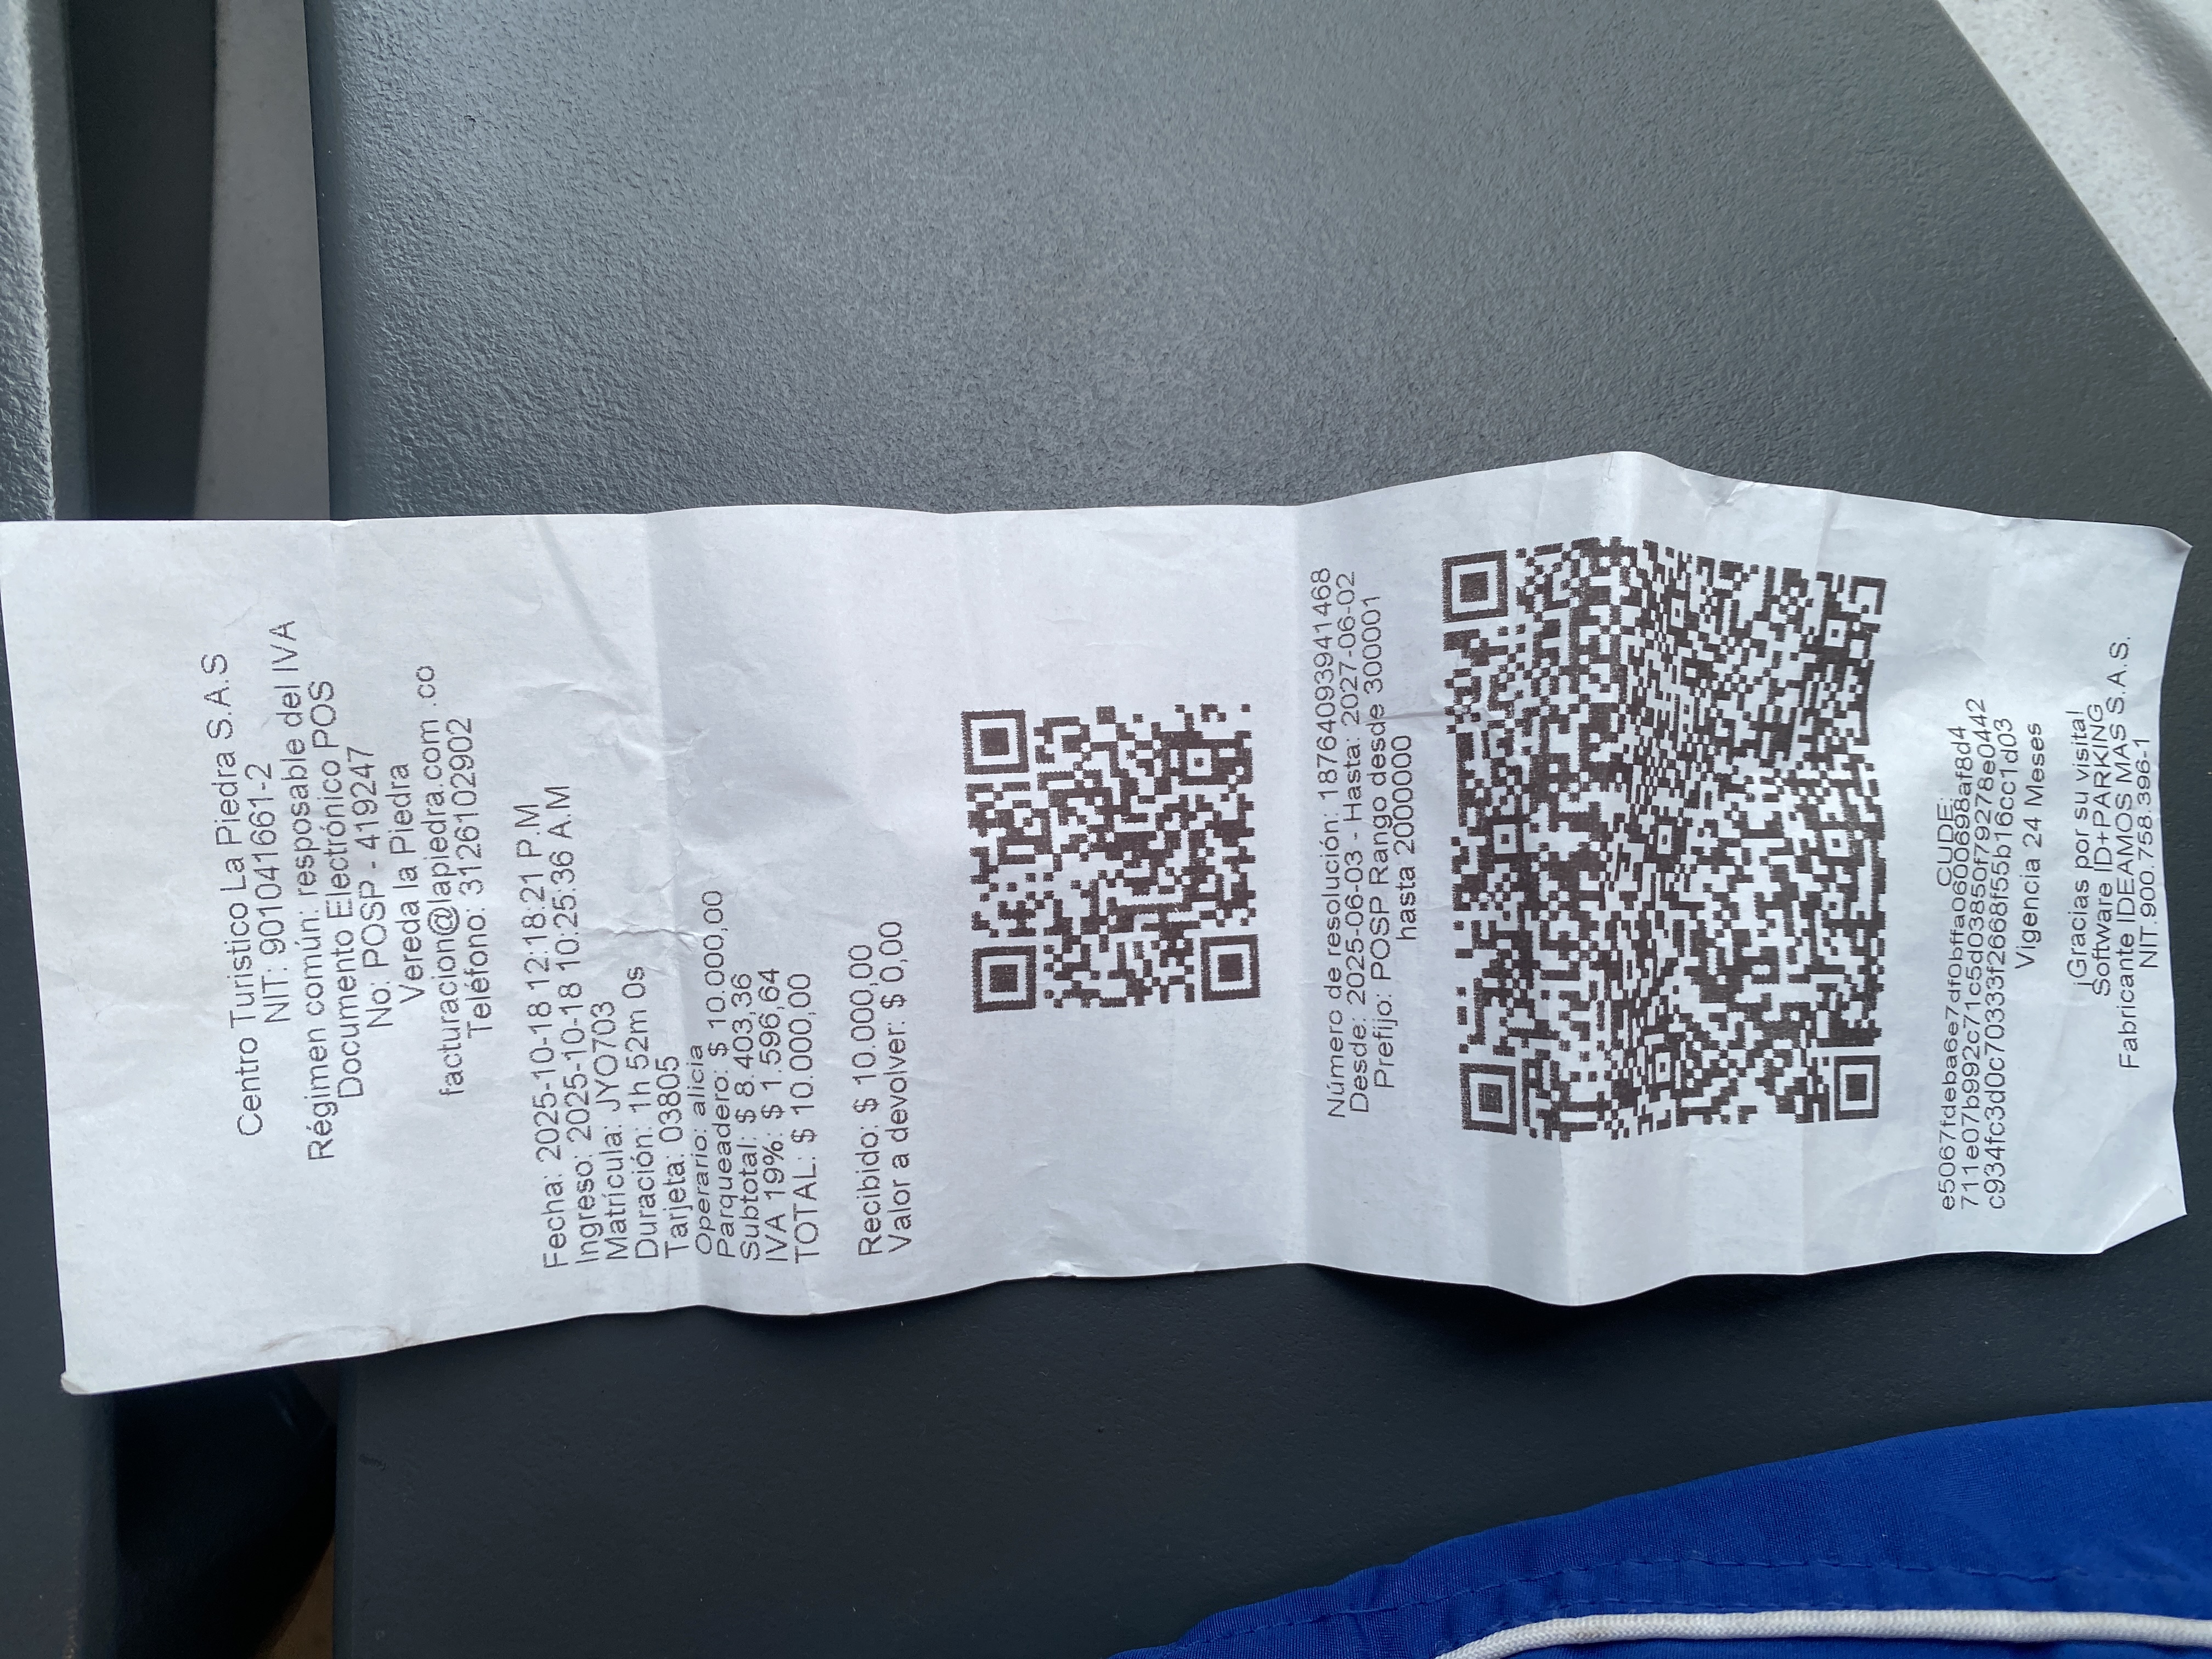 Centro Turistico La Piedra S.A.S
NIT: 901041661-2
Régimen común: resposable del IVA
Documento Electrónico POS
No: POSP - 419247
Vereda la Piedra
facturacion@lapiedra.com .co
Teléfono: 3126102902
Fecha: 2025-10-18 12:18:21 P.M
Ingreso: 2025-10-18 10:25:36 A.M
Matrícula: JYO703
Duración: 1h 52m 0s
Tarjeta: 03805
Operario: alicia
Parqueadero: $ 10.000,00
Subtotal: $ 8.403,36
IVA 19%: $ 1.596,64
TOTAL: $ 10.000,00
Recibido: $ 10.000,00
Valor a devolver: $ 0,00
Número de resolución: 18764093941468
Desde: 2025-06-03 - Hasta: 2027-06-02
Prefijo: POSP Rango desde 300001
hasta 2000000
CUDE:
e5067fdeba6e7df0bffa060698af8d4
711e07b992c71c5d03850f79278e0442
c934fc3d0c70333f2668f55b16cc1d03
Vigencia 24 Meses
¡Gracias por su visita!
Software ID+PARKING
Fabricante IDEAMOS MAS S.A.S.
NIT.900.758.396-1